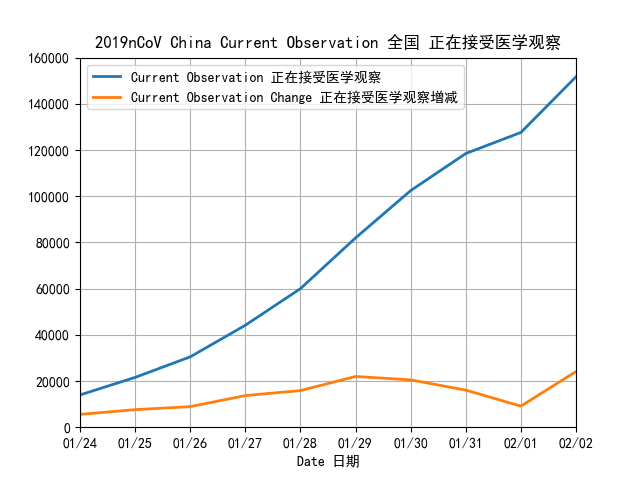 2019nCoV China Current Observation 全国 正在接受医学观察
160000
Current Observation 正在接受医学观察
Current Observation Change 正在接受医学观察增减
140000
120000
100000
80000
60000
40000
20000
0
01/24 01/25 01/26 01/27 01/28 01/29 01/30 01/31 02/01 02/02
Date 日期